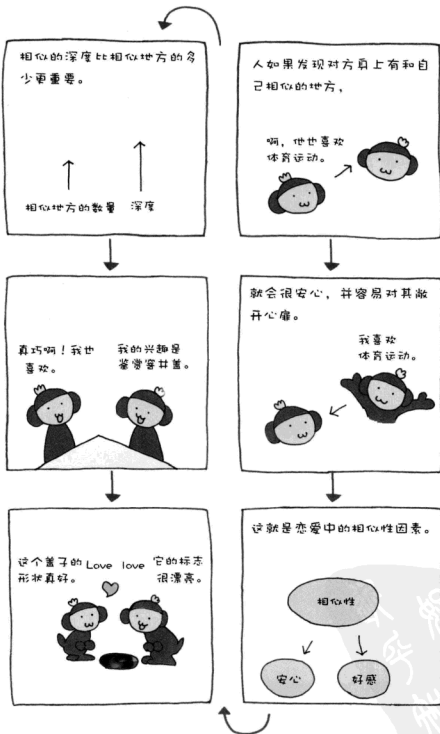 人如果发现对方身上有和自
己相似的地方，
啊，他也喜欢
体育运动。
就会很安心，并容易对其敞
开心扉。
我喜欢
体育运动。
这就是恋爱中的相似性因素。
相似性
安心
好感
相似的深度比相似地方的多
少更重要。
相似地方的数量
深度
真巧啊！我也
喜欢。
我的兴趣是
鉴赏窨井盖。
这个盖子的
形状真好。
Love love
它的标志
很漂亮。